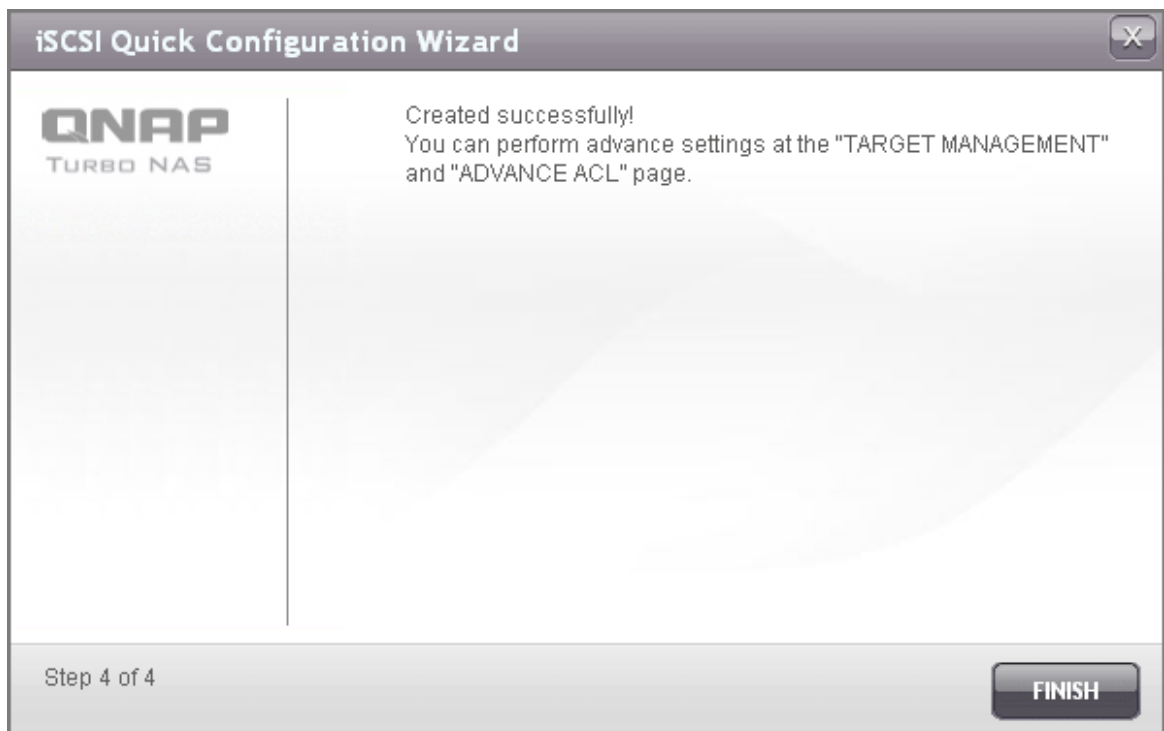 iSCSI Quick Configuration Wizard
X
QNAP
TURBO NAS
Created successfully!
You can perform advance settings at the "TARGET MANAGEMENT"
and "ADVANCE ACL" page.
Step 4 of 4
FINISH